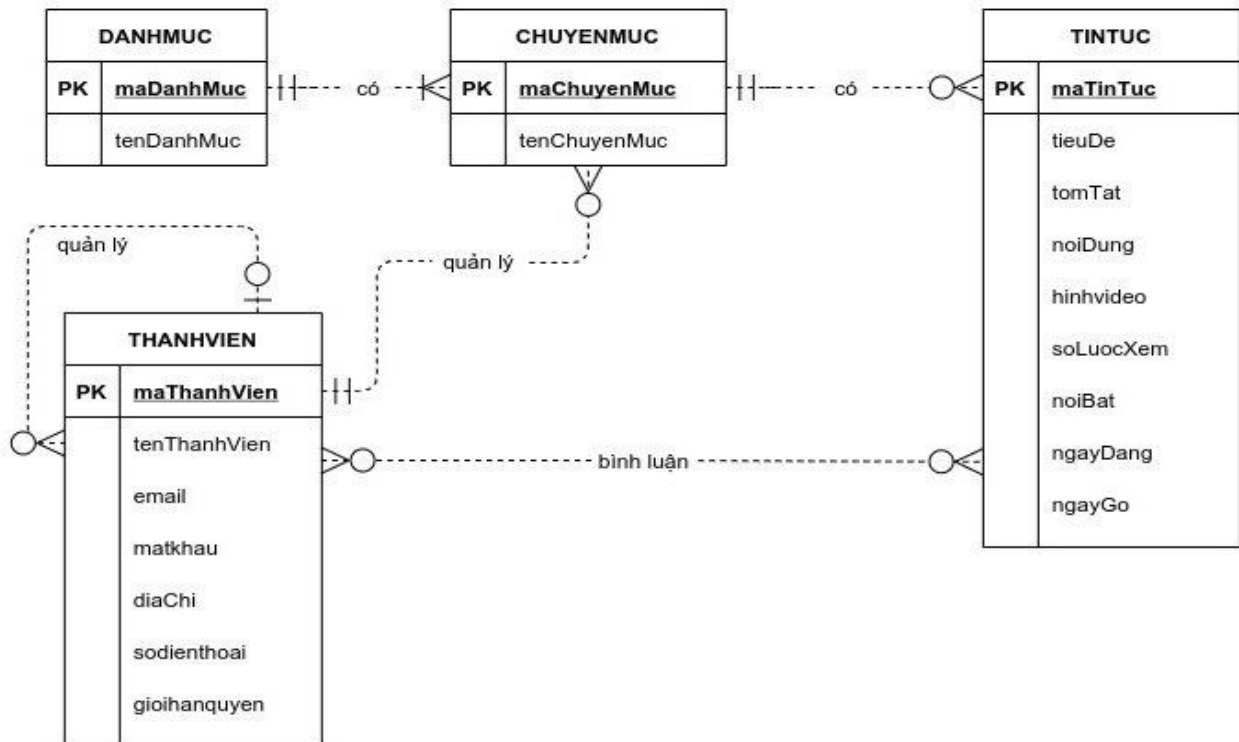 DANHMUC
PK maDanhMuc
tenDanhMuc
có
CHUYENMUC
PK maChuyenMuc
tenChuyenMuc
có
TINTUC
PK maTinTuc
tieuDe
tomTat
noiDung
hinhvideo
soLuocXem
noiBat
ngayDang
ngayGo
quản lý
quản lý
THANHVIEN
PK maThanhVien
tenThanhVien
email
matkhau
diaChi
sodienthoai
gioihanquyen
bình luận